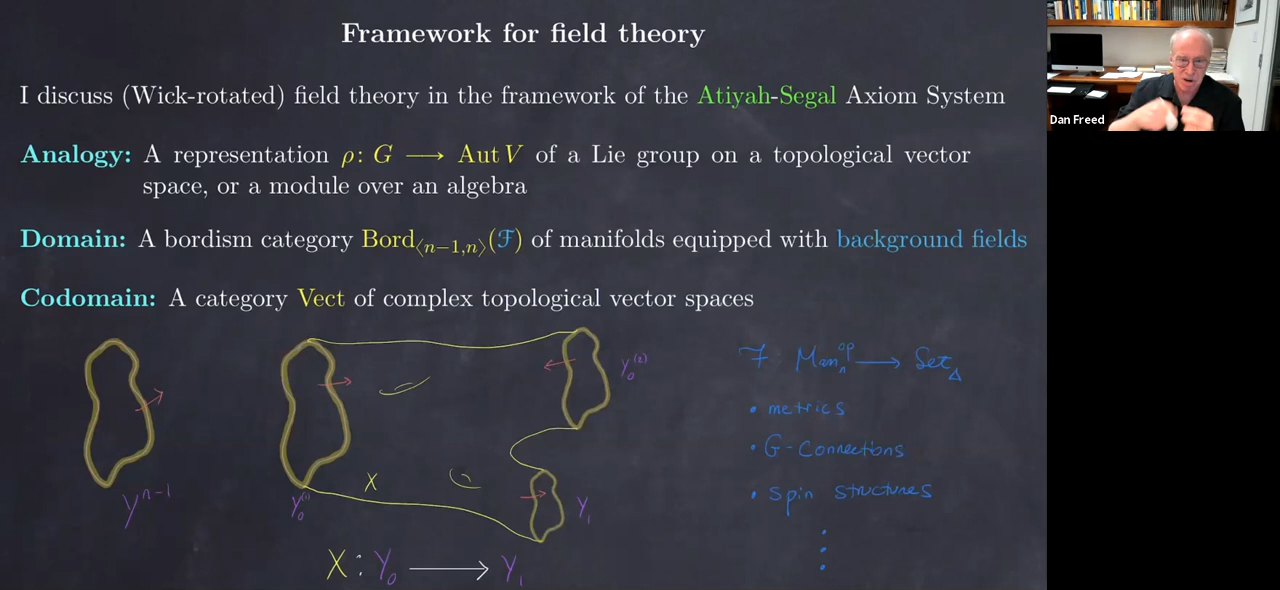 Framework for field theory
I discuss (Wick-rotated) field theory in the framework of the Atiyah-Segal Axiom System
Analogy: A representation ρ: G ⟶ Aut V of a Lie group on a topological vector
space, or a module over an algebra
Domain: A bordism category Bord⟨n−1,n⟩(ℱ) of manifolds equipped with background fields
Codomain: A category Vect of complex topological vector spaces
Y^{n-1}
Y_0^{(1)}
X
Y_0^{(2)}
Y_1
X : Y_0 ⟶ Y_1
ℱ : Man_n^{op} ⟶ Set_Δ
• metrics
• G-connections
• spin structures
Dan Freed